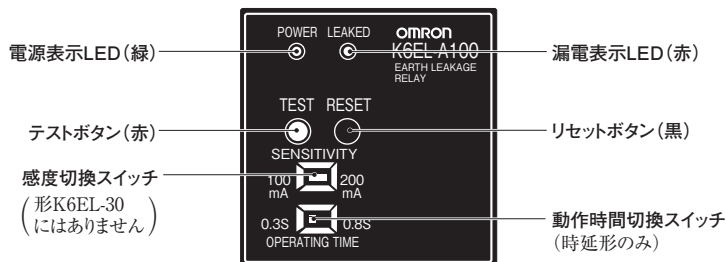 電源表示LED（緑）
テストボタン（赤）
感度切換スイッチ
（形K6EL-30
にはありません）
POWER LEAKED
OMRON
K6EL-A100
EARTH LEAKAGE
RELAY
TEST RESET
SENSITIVITY
100
mA
200
mA
0.3S 0.8S
OPERATING TIME
漏電表示LED（赤）
リセットボタン（黒）
動作時間切換スイッチ
（時延形のみ）